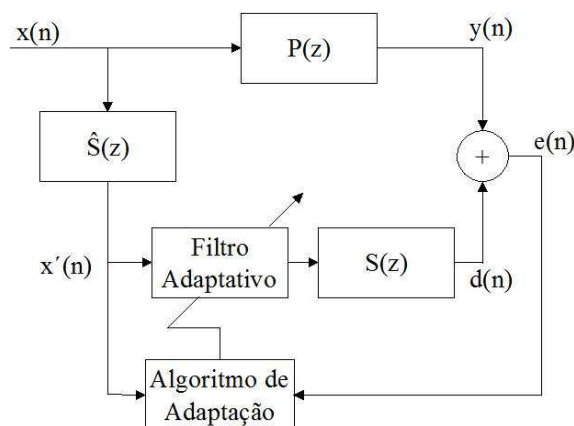 x(n)
P(z)
y(n)
Ŝ(z)
+
e(n)
x´(n)
Filtro
Adaptativo
S(z)
d(n)
Algoritmo de
Adaptação